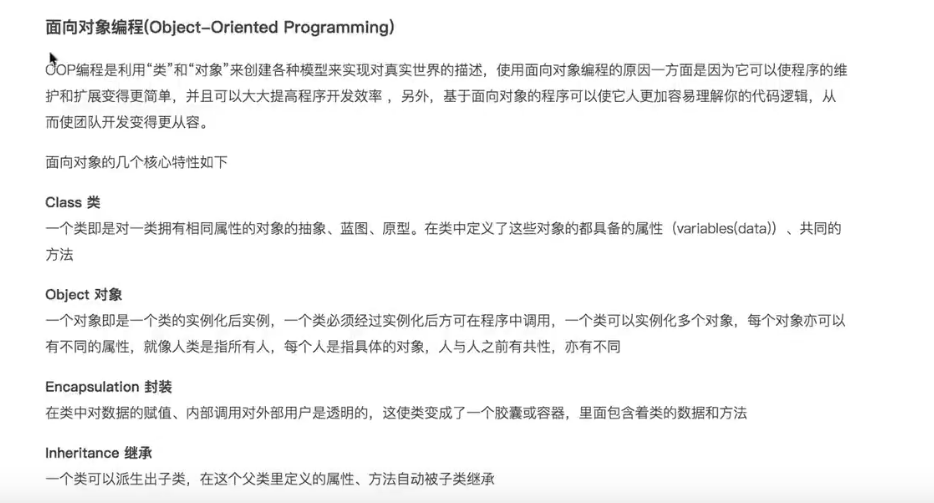 面向对象编程(Object-Oriented Programming)
OOP编程是利用“类”和“对象”来创建各种模型来实现对真实世界的描述，使用面向对象编程的原因一方面是因为它可以使程序的维
护和扩展变得更简单，并且可以大大提高程序开发效率 ，另外，基于面向对象的程序可以使它人更加容易理解你的代码逻辑，从
而使团队开发变得更从容。
面向对象的几个核心特性如下
Class 类
一个类即是对一类拥有相同属性的对象的抽象、蓝图、原型。在类中定义了这些对象的都具备的属性（variables(data)）、共同的
方法
Object 对象
一个对象即是一个类的实例化后实例，一个类必须经过实例化后方可在程序中调用，一个类可以实例化多个对象，每个对象亦可以
有不同的属性，就像人类是指所有人，每个人是指具体的对象，人与人之前有共性，亦有不同
Encapsulation 封装
在类中对数据的赋值、内部调用对外部用户是透明的，这使类变成了一个胶囊或容器，里面包含着类的数据和方法
Inheritance 继承
一个类可以派生出子类，在这个父类里定义的属性、方法自动被子类继承